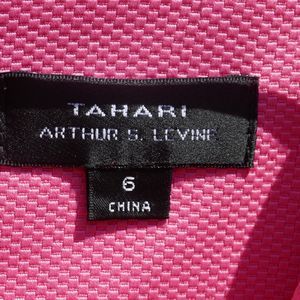 TAHARI
ARTHUR S. LEVINE
6
CHINA